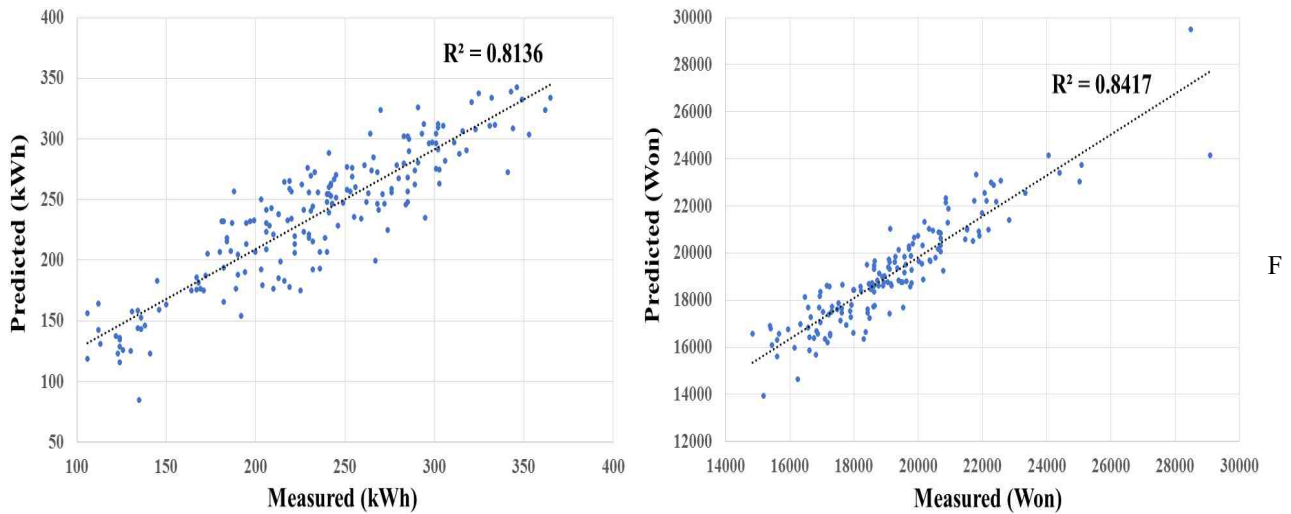 400
350
300
250
200
150
100
50
Predicted (kWh)
R² = 0.8136
100 150 200 250 300 350 400
Measured (kWh)
30000
28000
26000
24000
22000
20000
18000
16000
14000
12000
Predicted (Won)
R² = 0.8417
14000 16000 18000 20000 22000 24000 26000 28000 30000
Measured (Won)
F